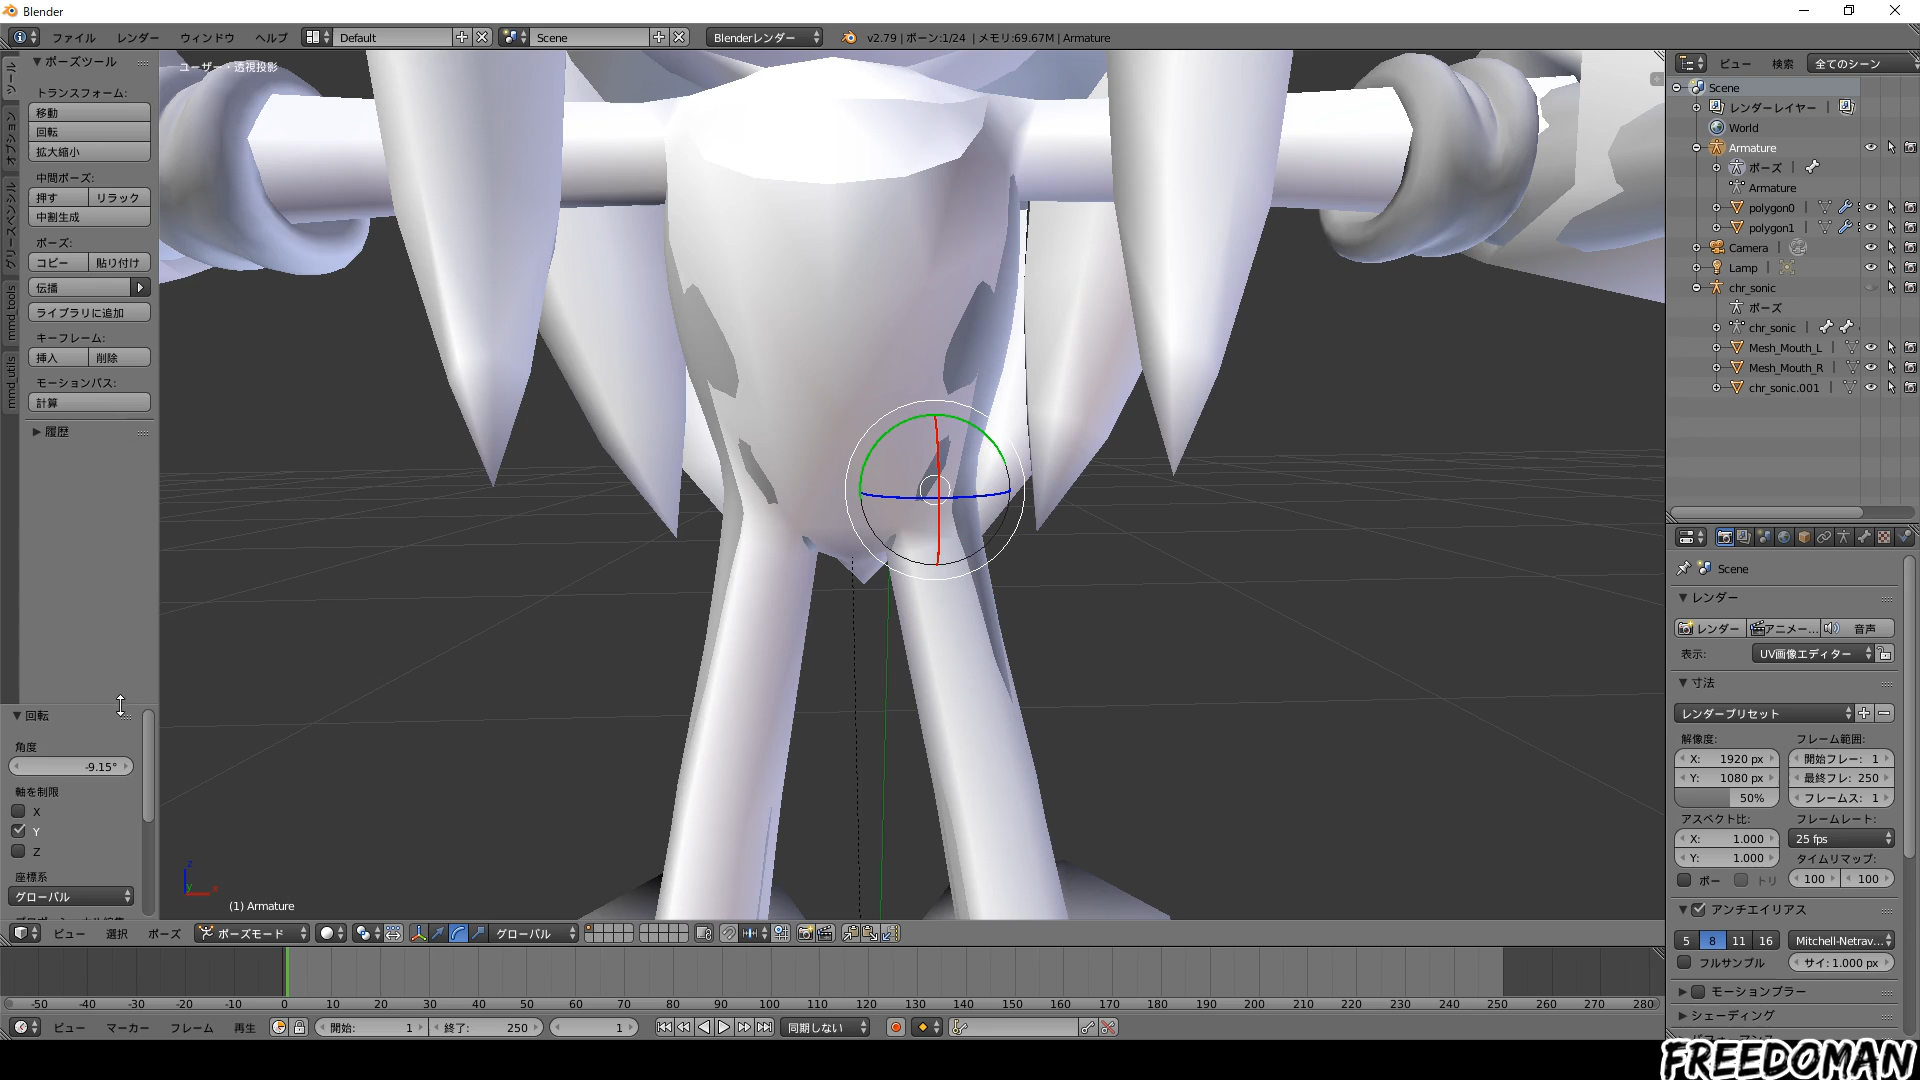 Blender
ファイル レンダー ウィンドウ ヘルプ Default Scene Blenderレンダー v2.79 | ボーン:1/24 | メモリ:69.67M | Armature
ポーズツール
ユーザー・透視投影
ツール
オプション
グリースペンシル
mmd_tools
mmd_utils
トランスフォーム:
移動
回転
拡大縮小
中間ポーズ:
押す リラック
中割生成
ポーズ:
コピー 貼り付け
伝播
ライブラリに追加
キーフレーム:
挿入 削除
モーションパス:
計算
履歴
回転
角度
-9.15°
軸を制限
X
Y
Z
座標系
グローバル
z
y x
(1) Armature
ビュー 選択 ポーズ ポーズモード グローバル
-50 -40 -30 -20 -10 0 10 20 30 40 50 60 70 80 90 100 110 120 130 140 150 160 170 180 190 200 210 220 230 240 250 260 270 280
ビュー マーカー フレーム 再生 開始: 1 終了: 250 1 同期しない
ビュー 検索 全てのシーン
Scene
レンダーレイヤー |
World
Armature
ポーズ |
Armature
polygon0
polygon1
Camera |
Lamp |
chr_sonic
ポーズ
chr_sonic |
Mesh_Mouth_L |
Mesh_Mouth_R |
chr_sonic.001 |
Scene
レンダー
レンダー アニメー... 音声
表示: UV画像エディター
寸法
レンダープリセット
解像度: フレーム範囲:
X: 1920 px 開始フレー: 1
Y: 1080 px 最終フレ: 250
50% フレームス: 1
アスペクト比: フレームレート:
X: 1.000 25 fps
Y: 1.000 タイムリマップ:
ボー トリ 100 100
アンチエイリアス
5 8 11 16 Mitchell-Netrav...
フルサンプル サイ: 1.000 px
モーションブラー
シェーディング
FREEDOMAN